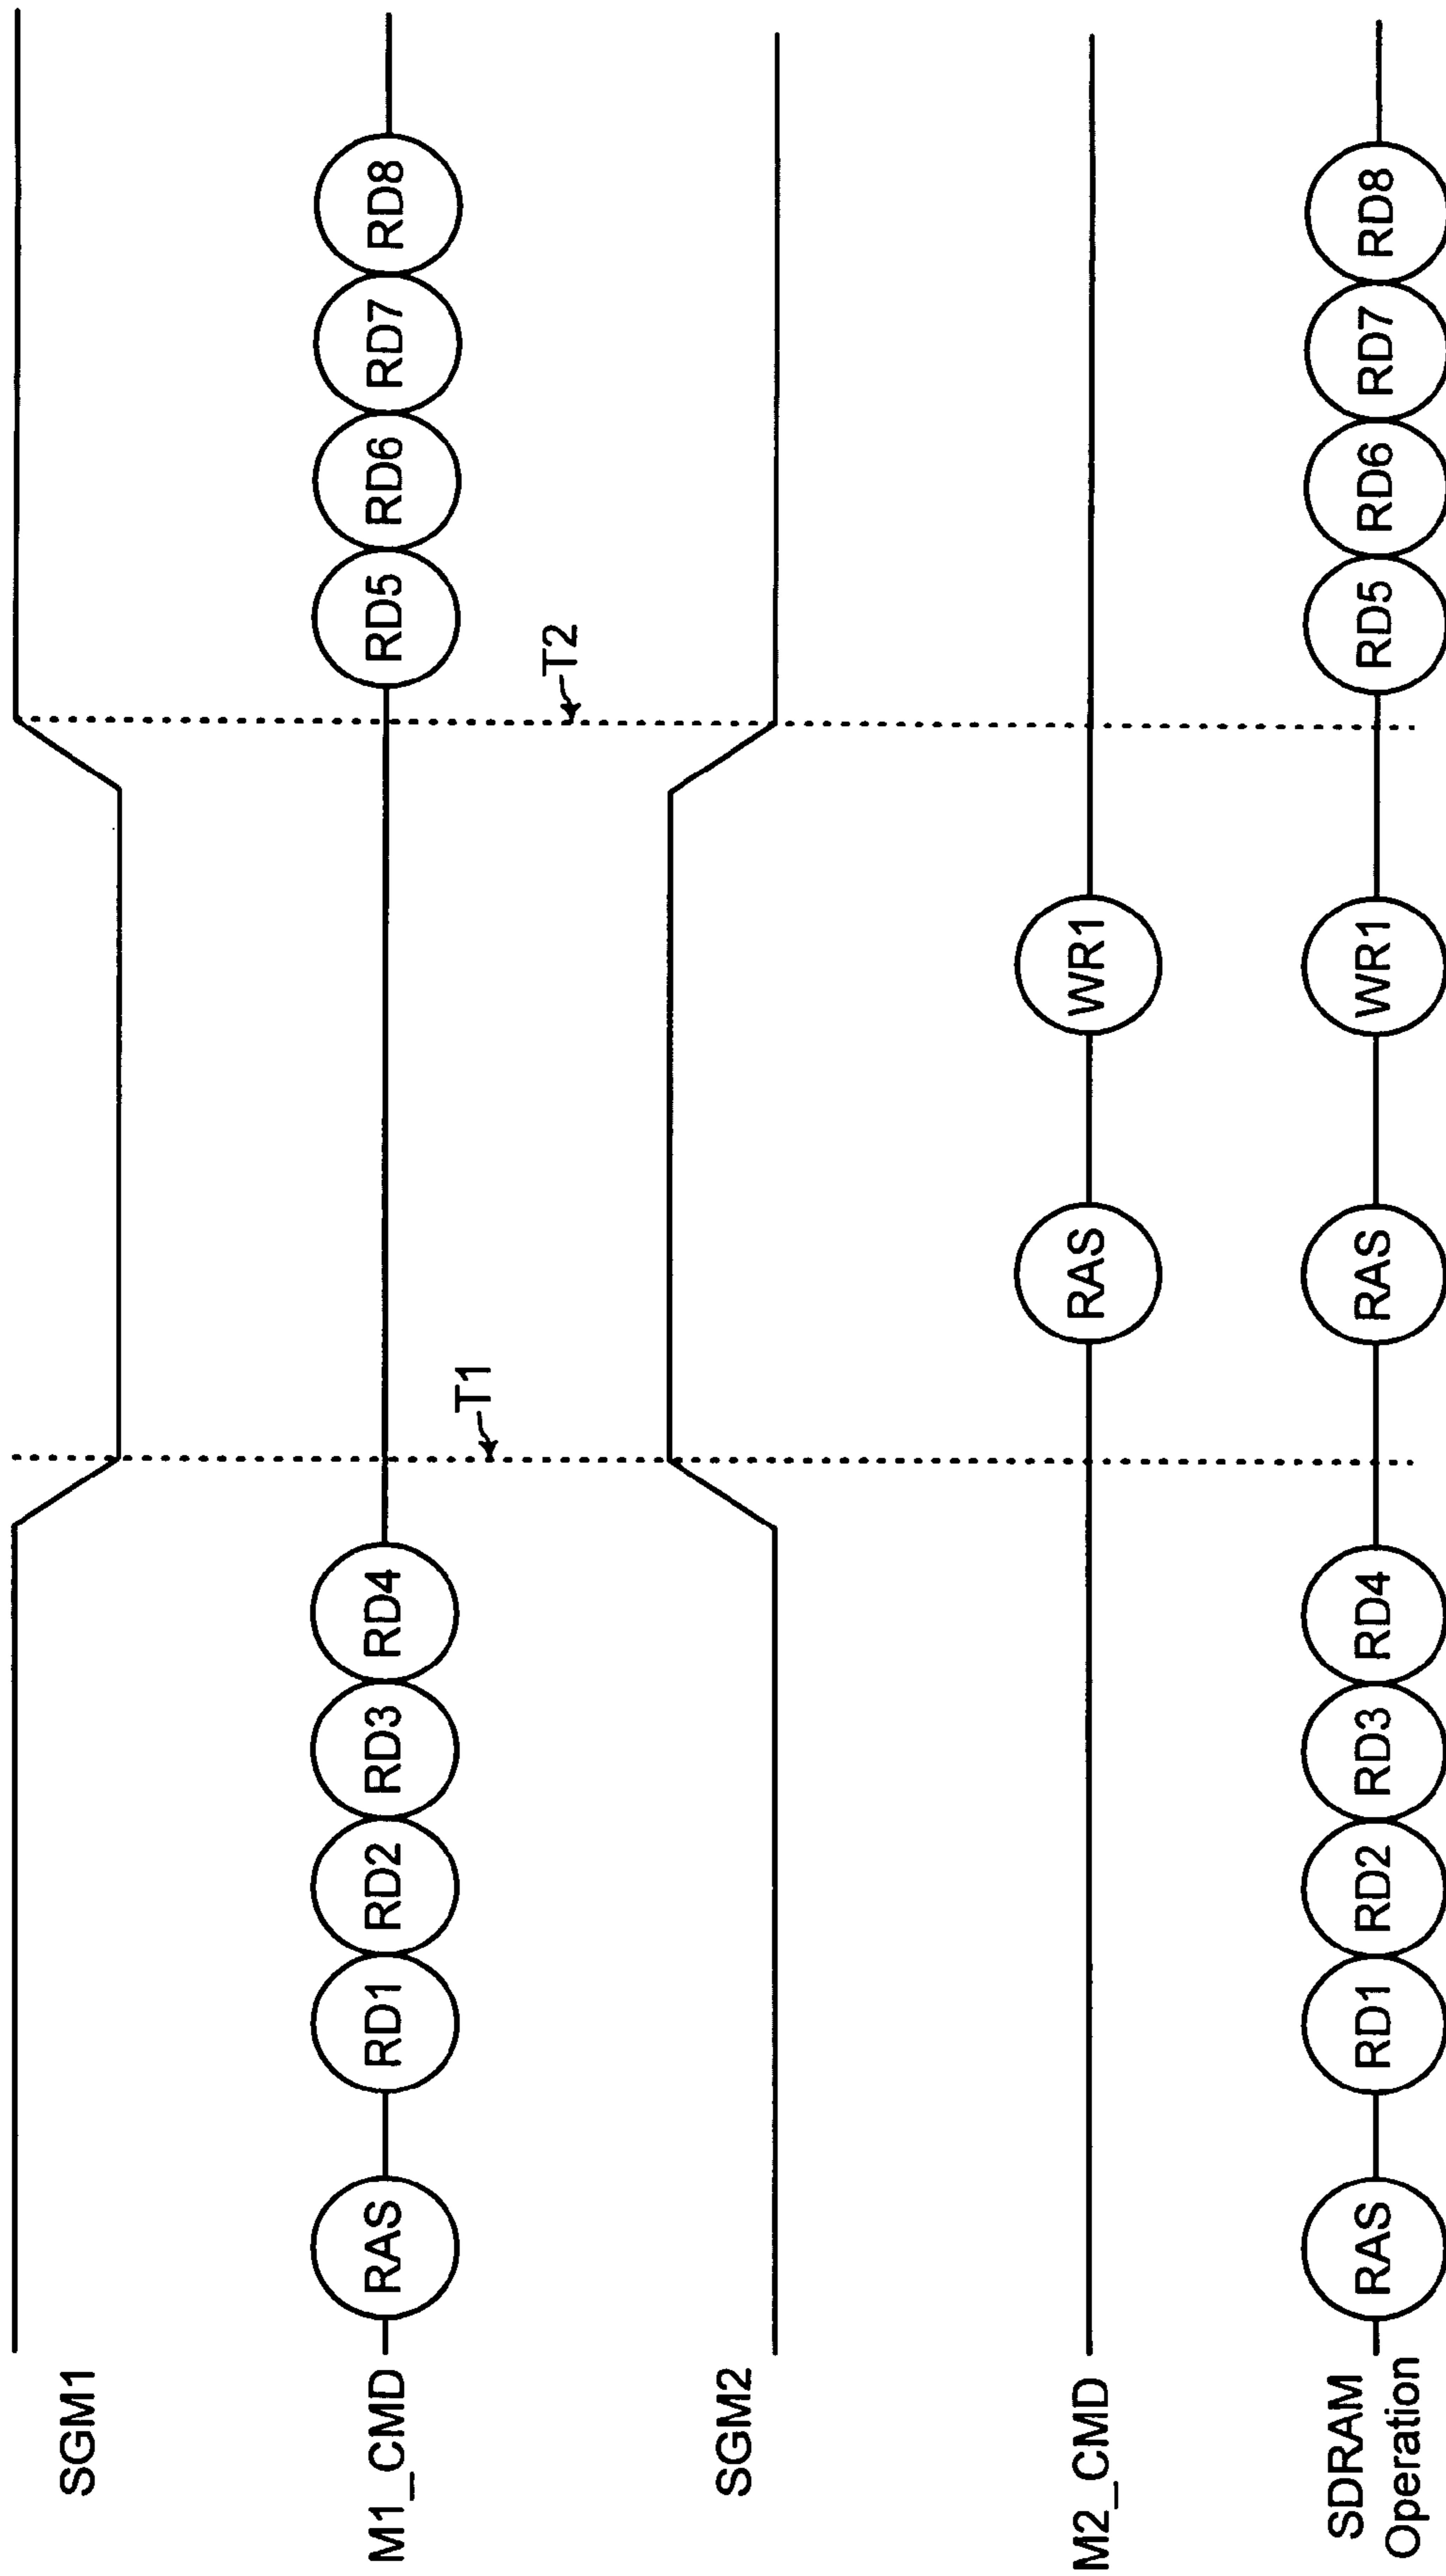 SGM1
M1_CMD RAS RD1 RD2 RD3 RD4 RD5 RD6 RD7 RD8
T1 T2
SGM2
M2_CMD RAS WR1
SDRAM
Operation
RAS RD1 RD2 RD3 RD4 RAS WR1 RD5 RD6 RD7 RD8